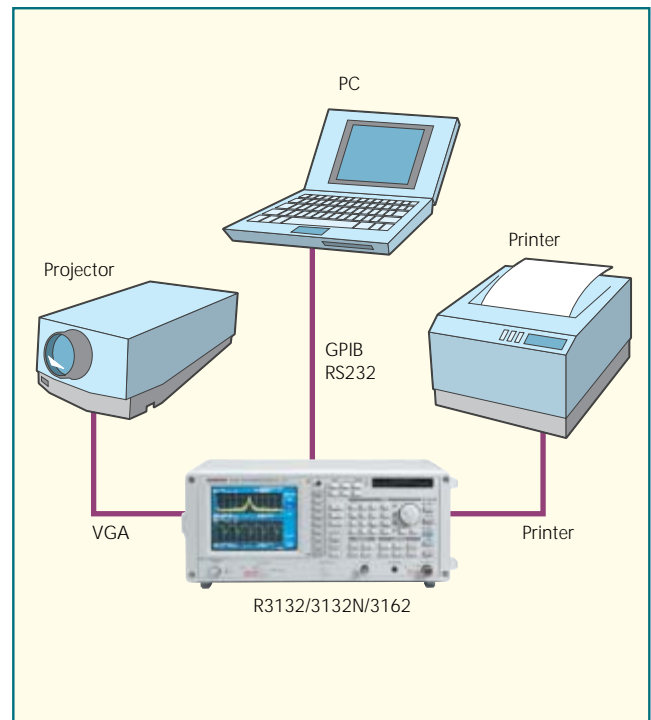 PC
Printer
Projector
GPIB
RS232
VGA
Printer
R3132/3132N/3162